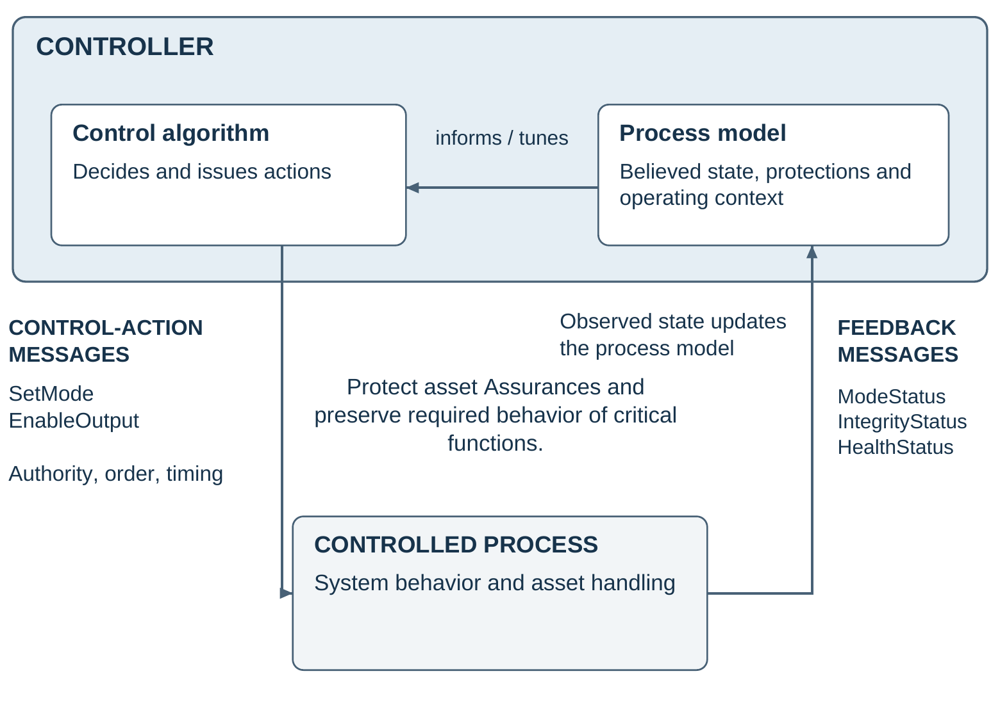 CONTROLLER
Control algorithm
Decides and issues actions
informs / tunes
Process model
Believed state, protections and
operating context
CONTROL-ACTION
MESSAGES
SetMode
EnableOutput
Authority, order, timing
Observed state updates
the process model
Protect asset Assurances and
preserve required behavior of critical
functions.
FEEDBACK
MESSAGES
ModeStatus
IntegrityStatus
HealthStatus
CONTROLLED PROCESS
System behavior and asset handling